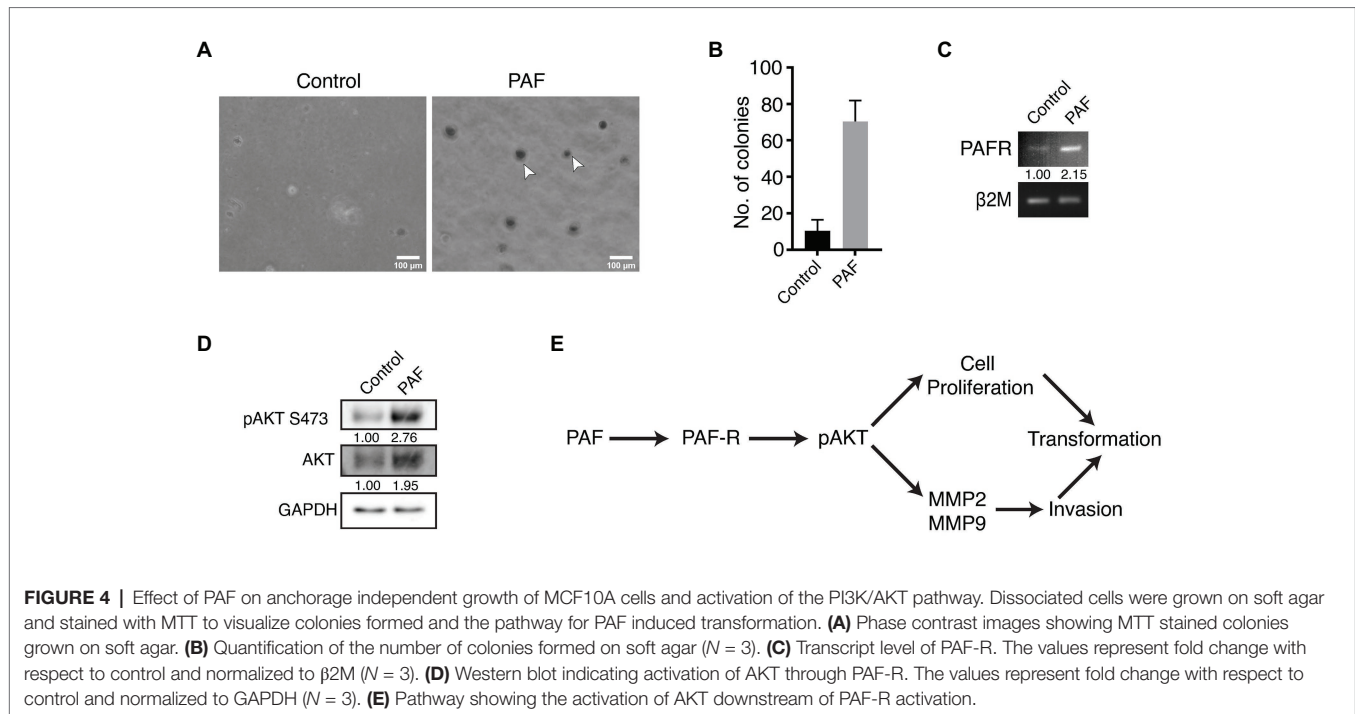 A
Control
PAF
100 µm
100 µm
B
No. of colonies
100
80
60
40
20
0
Control
PAF
C
Control
PAF
PAFR
1.00 2.15
β2M
D
Control
PAF
pAKT S473
1.00 2.76
AKT
1.00 1.95
GAPDH
E
Cell
Proliferation
PAF
PAF-R
pAKT
Transformation
MMP2
MMP9
Invasion
FIGURE 4 | Effect of PAF on anchorage independent growth of MCF10A cells and activation of the PI3K/AKT pathway. Dissociated cells were grown on soft agar
and stained with MTT to visualize colonies formed and the pathway for PAF induced transformation. (A) Phase contrast images showing MTT stained colonies
grown on soft agar. (B) Quantification of the number of colonies formed on soft agar (N = 3). (C) Transcript level of PAF-R. The values represent fold change with
respect to control and normalized to β2M (N = 3). (D) Western blot indicating activation of AKT through PAF-R. The values represent fold change with respect to
control and normalized to GAPDH (N = 3). (E) Pathway showing the activation of AKT downstream of PAF-R activation.